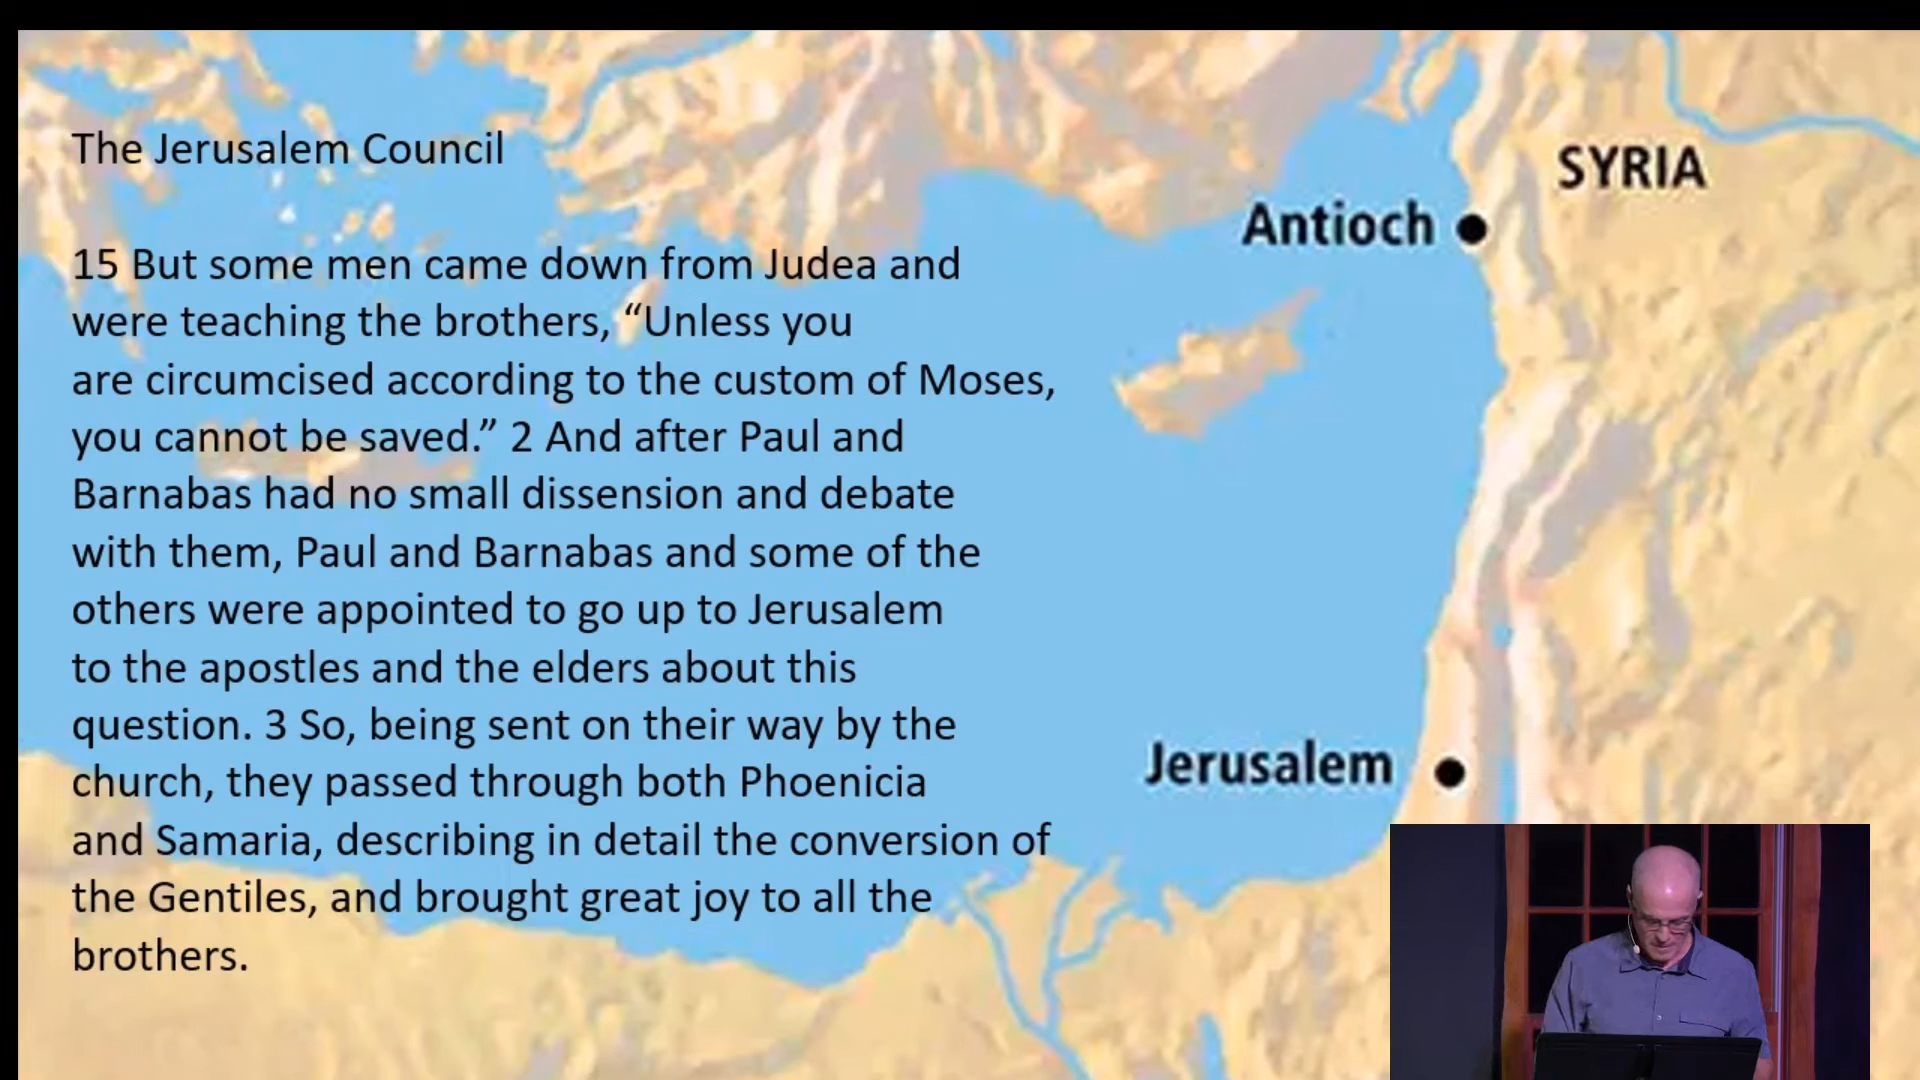 The Jerusalem Council
15 But some men came down from Judea and
were teaching the brothers, “Unless you
are circumcised according to the custom of Moses,
you cannot be saved.” 2 And after Paul and
Barnabas had no small dissension and debate
with them, Paul and Barnabas and some of the
others were appointed to go up to Jerusalem
to the apostles and the elders about this
question. 3 So, being sent on their way by the
church, they passed through both Phoenicia
and Samaria, describing in detail the conversion of
the Gentiles, and brought great joy to all the
brothers.
SYRIA
Antioch
Jerusalem